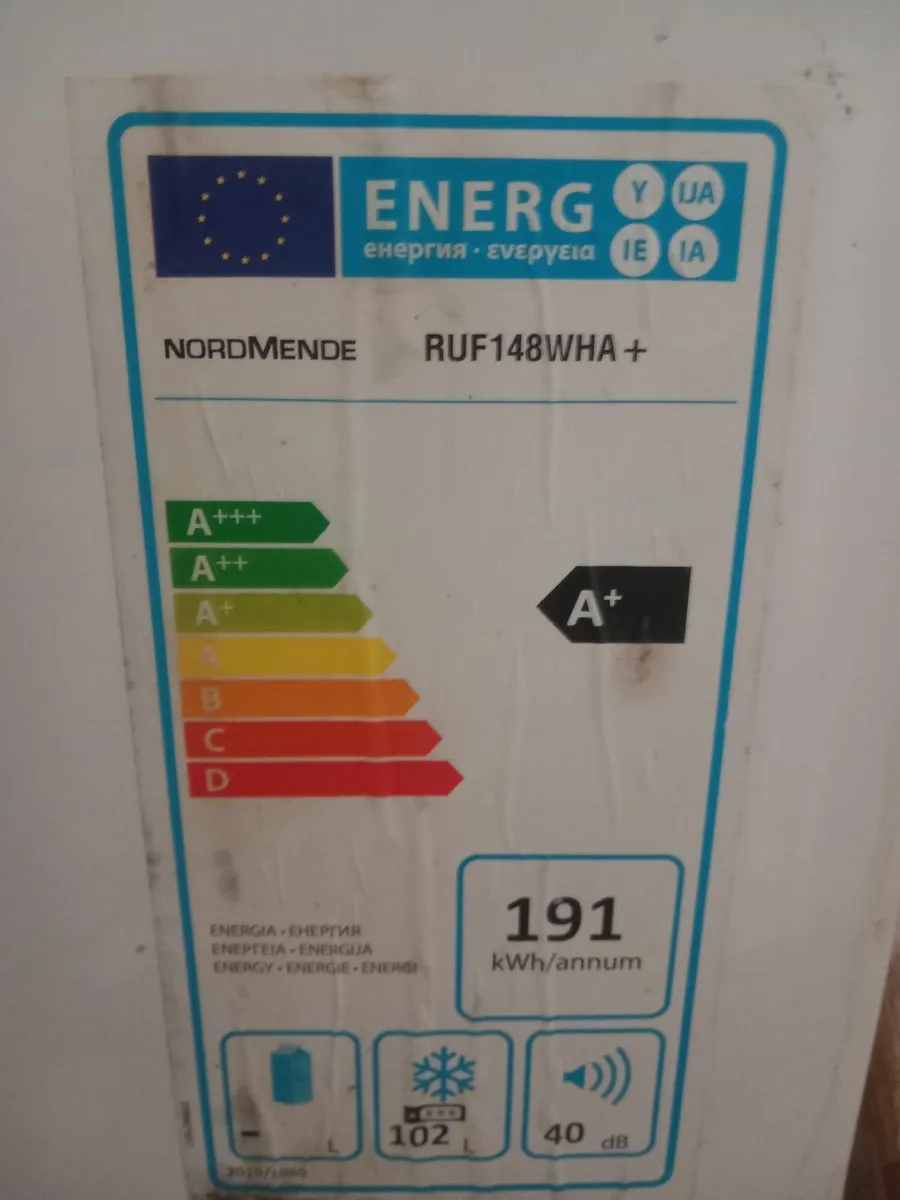 ENERG Y IJA
енергия · ενεργεια IE IA
NORDMENDE RUF148WHA+
A+++
A++
A+
A+
A
B
C
D
191
kWh/annum
ENERGIA · ЕНЕРГИЯ
ΕΝΕΡΓΕΙΑ · ENERGIJA
ENERGY · ENERGIE · ENERGI
- L
102 L
40 dB
2010/1060